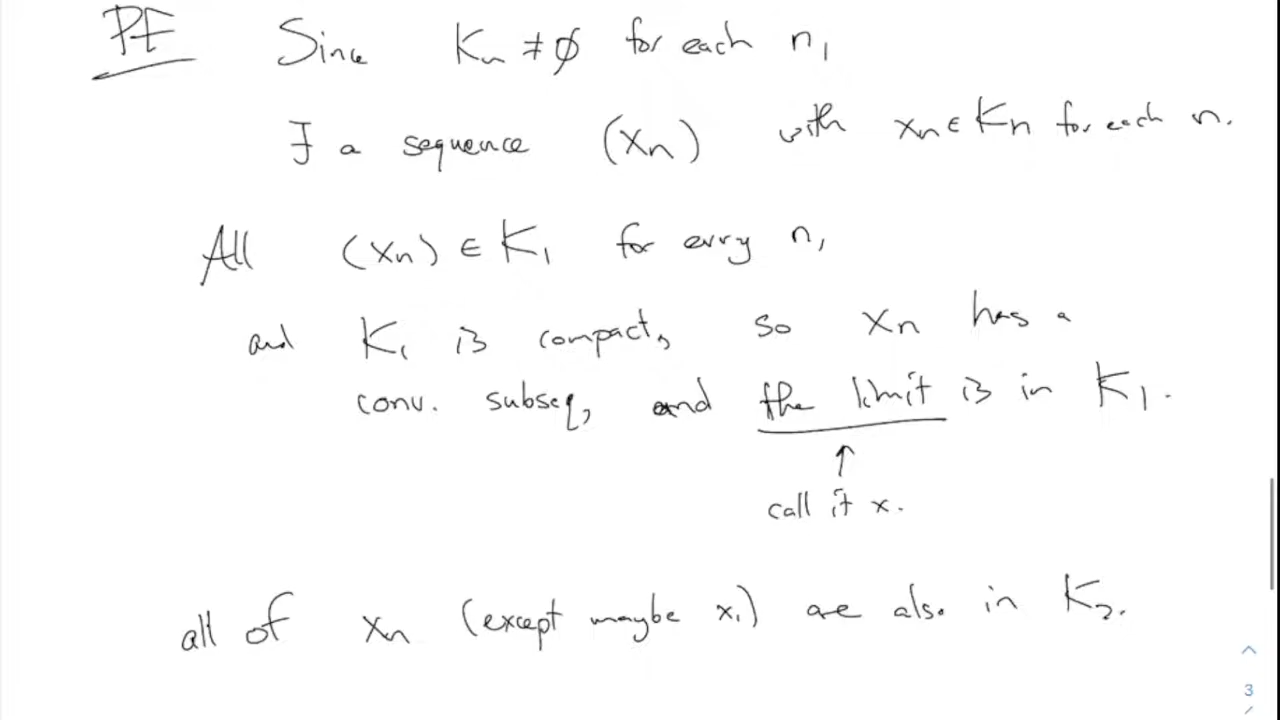 PF Since Kₙ ≠ ∅ for each n,
∃ a sequence (xₙ) with xₙ ∈ Kₙ for each n.
All (xₙ) ∈ K₁ for every n,
and K₁ is compact, so xₙ has a
conv. subseq, and the limit is in K₁.
↑
call it x.
all of xₙ (except maybe x₁) are also in K₂.
3